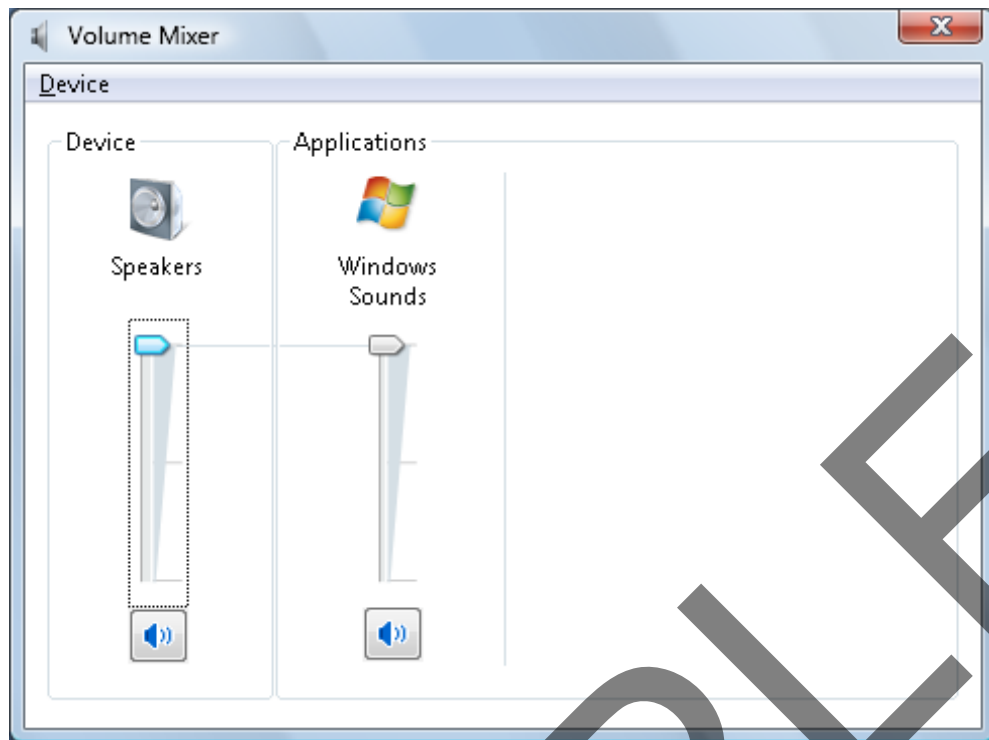 Volume Mixer
Device
Device
Applications
Speakers
Windows
Sounds